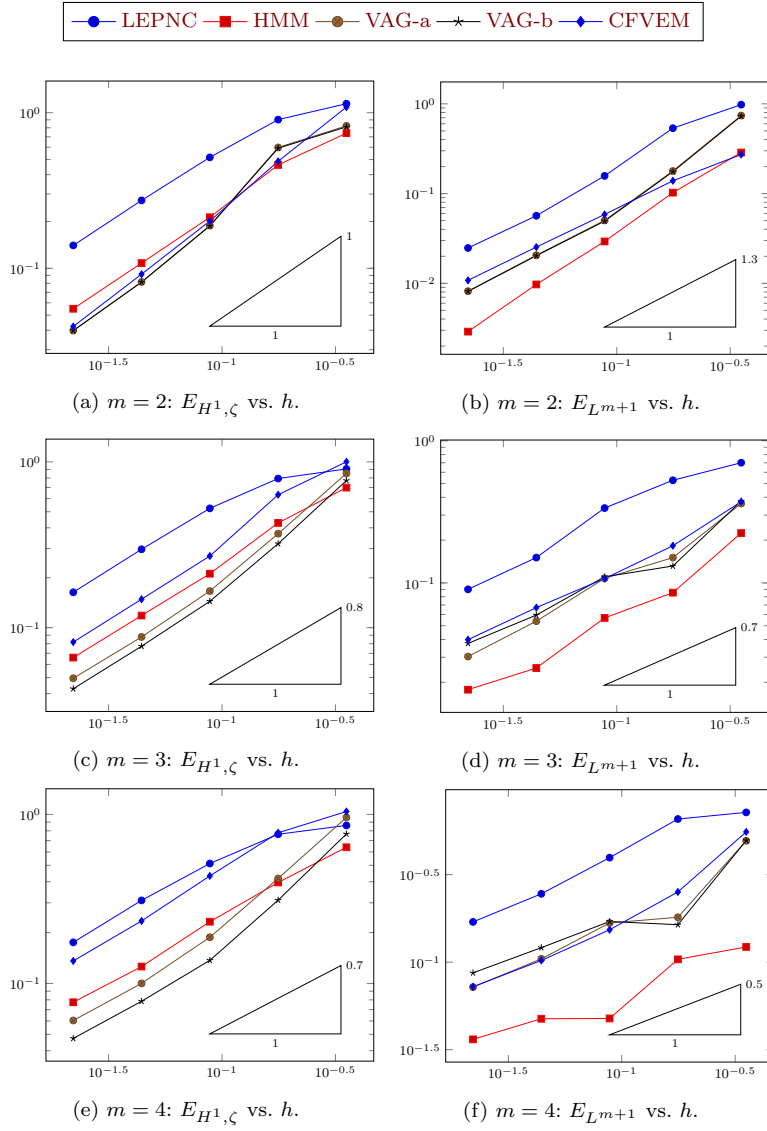 LEPNC HMM VAG-a VAG-b CFVEM
10^0
10^-1
1
1
10^-1.5 10^-1 10^-0.5
(a) m = 2: E_{H^1,ζ} vs. h.
10^0
10^-1
10^-2
1.3
1
10^-1.5 10^-1 10^-0.5
(b) m = 2: E_{L^{m+1}} vs. h.
10^0
10^-1
0.8
1
10^-1.5 10^-1 10^-0.5
(c) m = 3: E_{H^1,ζ} vs. h.
10^0
10^-1
0.7
1
10^-1.5 10^-1 10^-0.5
(d) m = 3: E_{L^{m+1}} vs. h.
10^0
10^-1
0.7
1
10^-1.5 10^-1 10^-0.5
(e) m = 4: E_{H^1,ζ} vs. h.
10^-0.5
10^-1
10^-1.5
0.5
1
10^-1.5 10^-1 10^-0.5
(f) m = 4: E_{L^{m+1}} vs. h.